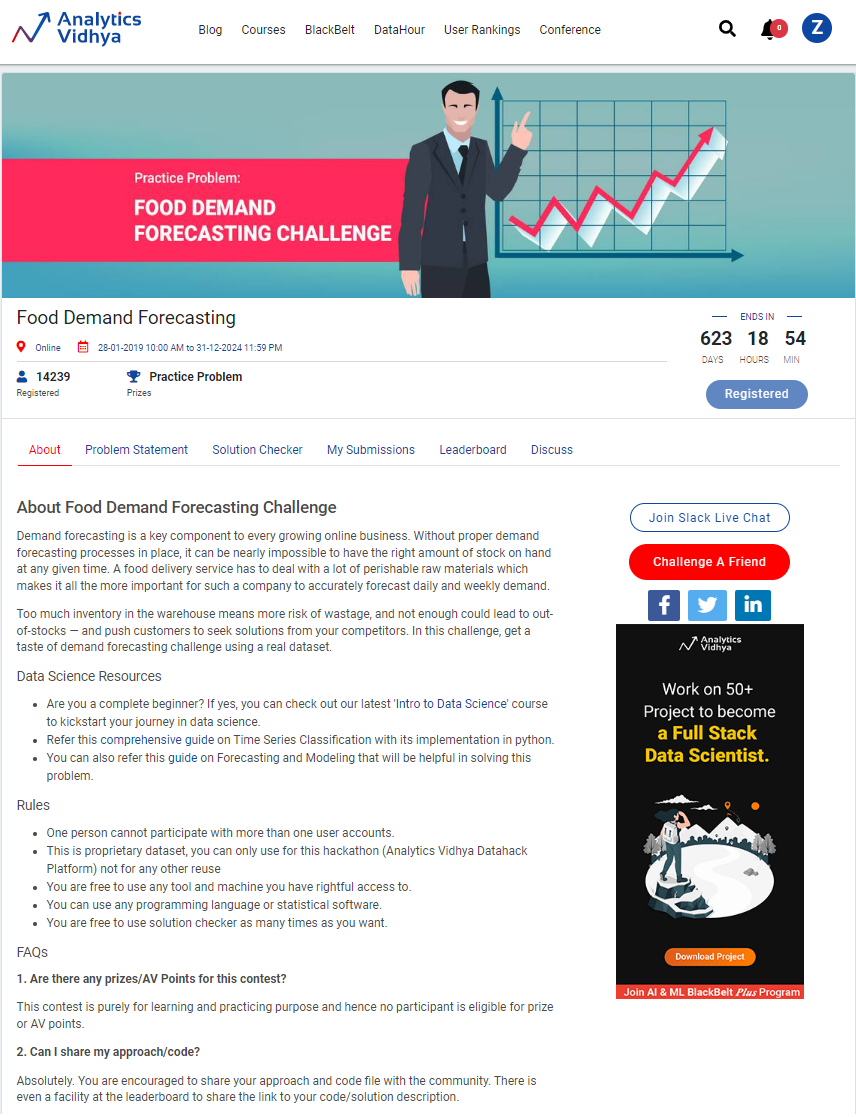 Analytics
Vidhya
Blog
Courses
BlackBelt
DataHour
User Rankings
Conference
0
Z
Practice Problem:
FOOD DEMAND
FORECASTING CHALLENGE
Food Demand Forecasting
Online
28-01-2019 10:00 AM to 31-12-2024 11:59 PM
14239
Registered
Practice Problem
Prizes
ENDS IN
623 18 54
DAYS HOURS MIN
Registered
About
Problem Statement
Solution Checker
My Submissions
Leaderboard
Discuss
About Food Demand Forecasting Challenge
Demand forecasting is a key component to every growing online business. Without proper demand
forecasting processes in place, it can be nearly impossible to have the right amount of stock on hand
at any given time. A food delivery service has to deal with a lot of perishable raw materials which
makes it all the more important for such a company to accurately forecast daily and weekly demand.
Too much inventory in the warehouse means more risk of wastage, and not enough could lead to out-
of-stocks — and push customers to seek solutions from your competitors. In this challenge, get a
taste of demand forecasting challenge using a real dataset.
Data Science Resources
• Are you a complete beginner? If yes, you can check out our latest 'Intro to Data Science' course
to kickstart your journey in data science.
• Refer this comprehensive guide on Time Series Classification with its implementation in python.
• You can also refer this guide on Forecasting and Modeling that will be helpful in solving this
problem.
Rules
• One person cannot participate with more than one user accounts.
• This is proprietary dataset, you can only use for this hackathon (Analytics Vidhya Datahack
Platform) not for any other reuse
• You are free to use any tool and machine you have rightful access to.
• You can use any programming language or statistical software.
• You are free to use solution checker as many times as you want.
FAQs
1. Are there any prizes/AV Points for this contest?
This contest is purely for learning and practicing purpose and hence no participant is eligible for prize
or AV points.
2. Can I share my approach/code?
Absolutely. You are encouraged to share your approach and code file with the community. There is
even a facility at the leaderboard to share the link to your code/solution description.
Join Slack Live Chat
Challenge A Friend
f
in
Analytics
Vidhya
Work on 50+
Project to become
a Full Stack
Data Scientist.
Download Project
Join AI & ML BlackBelt Plus Program